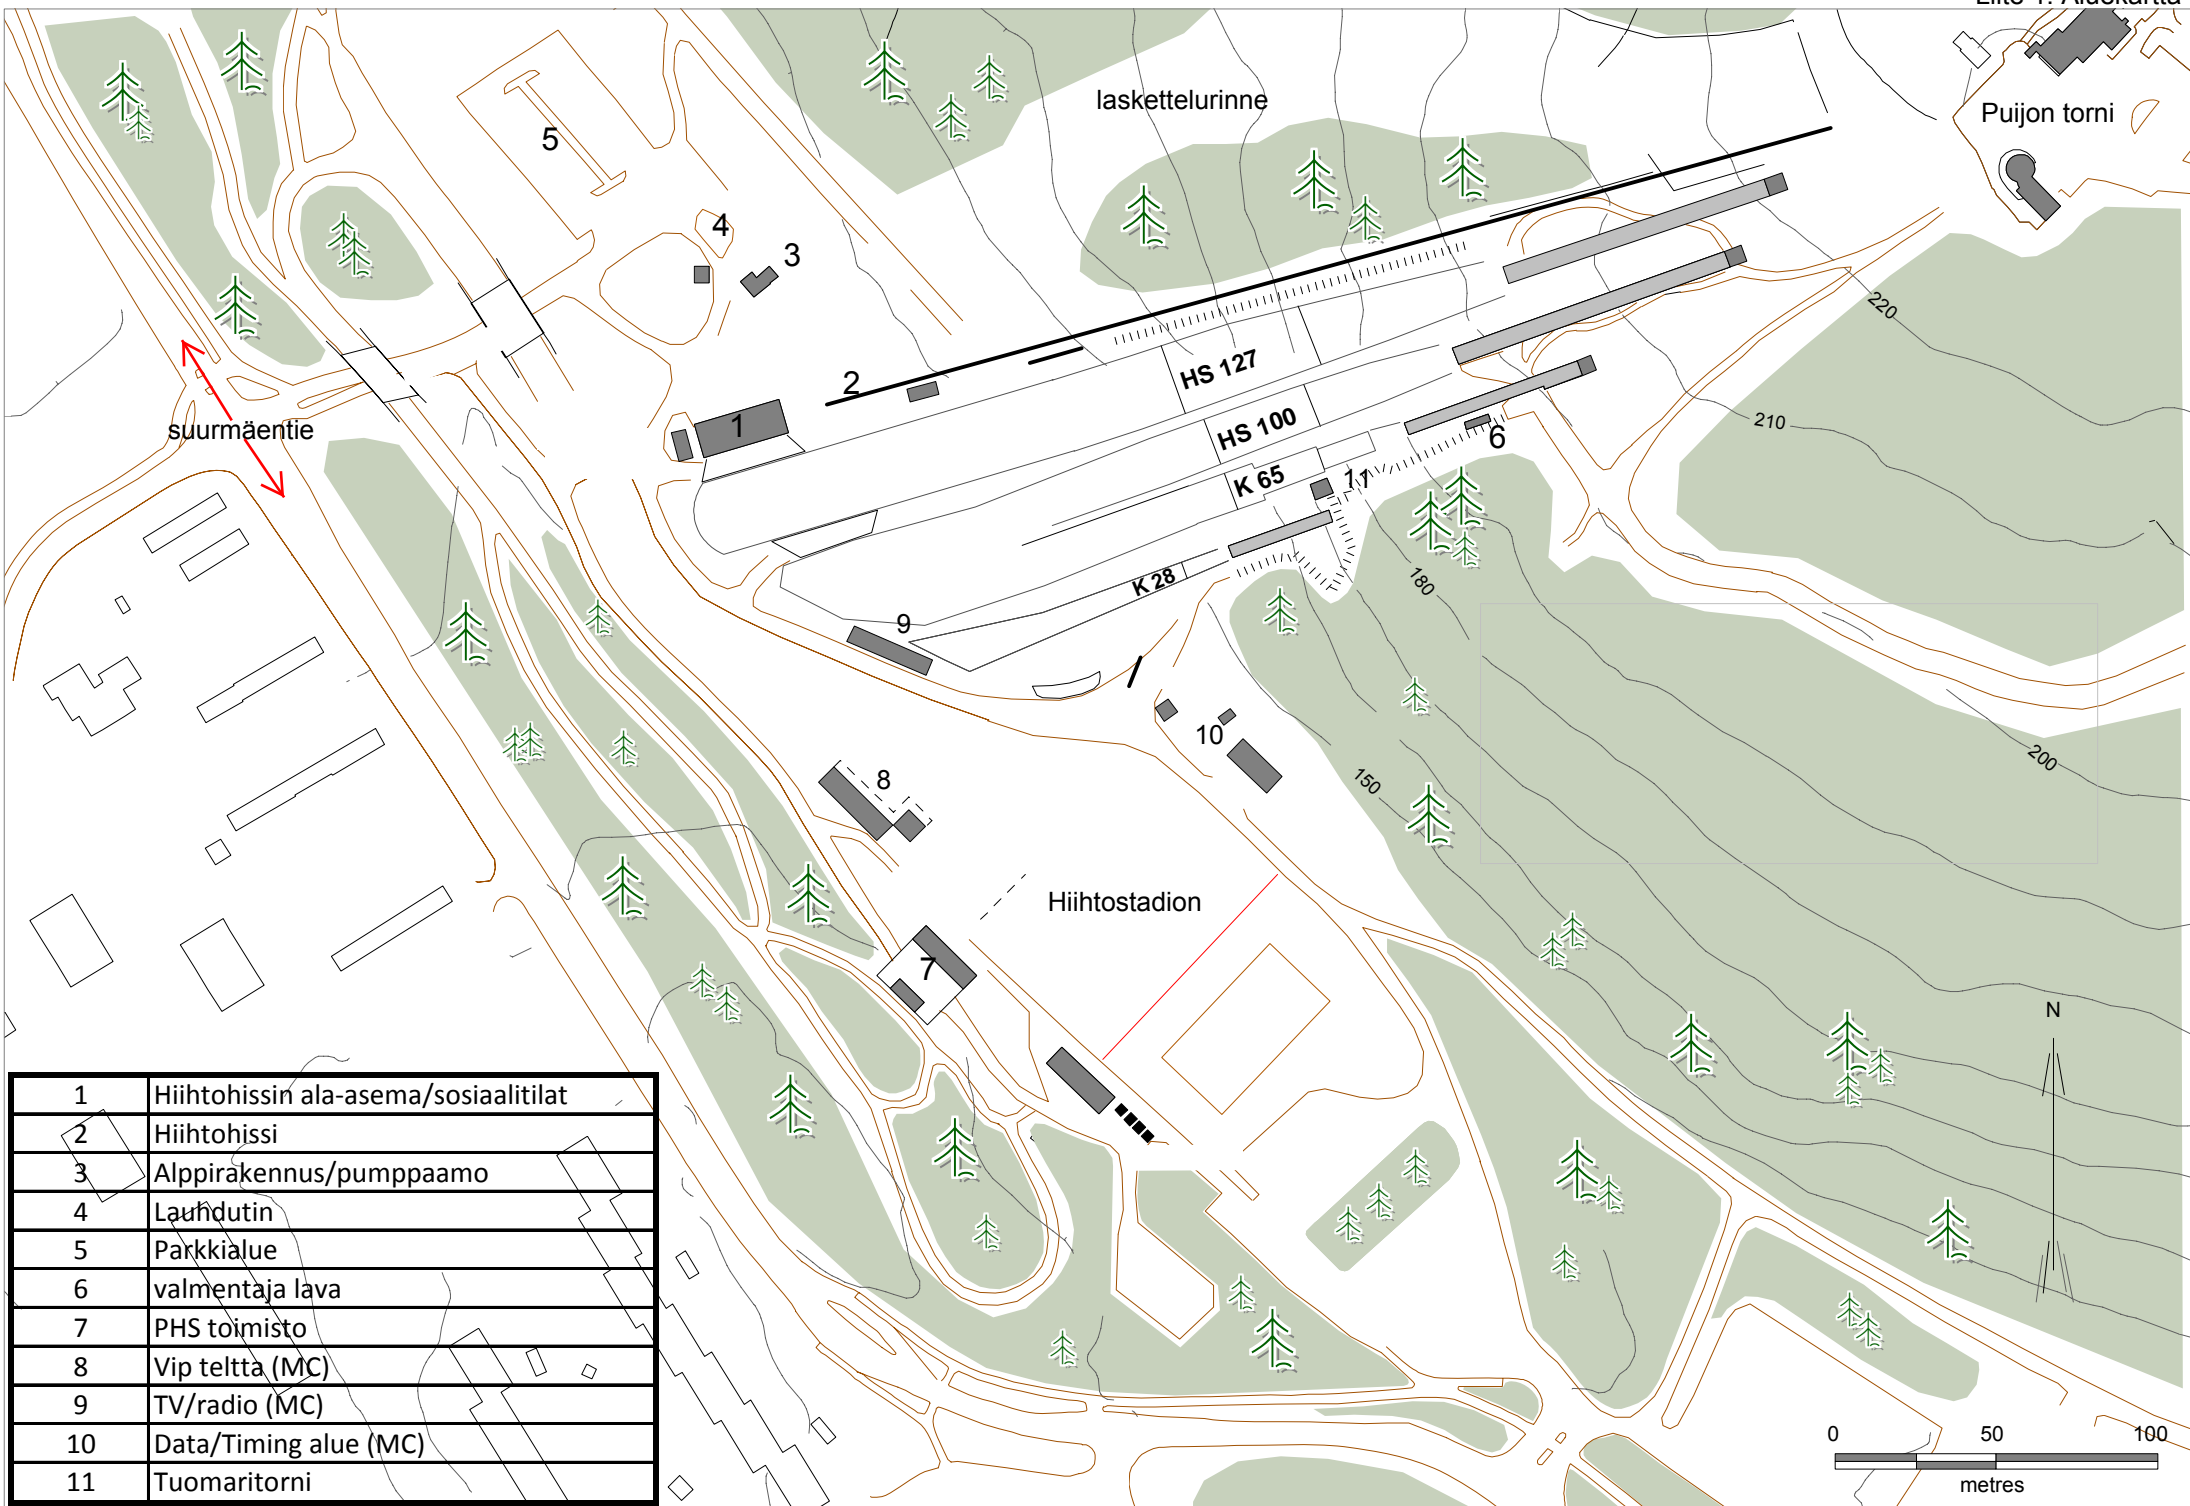 Liite 1. Aluekartta
laskettelurinne
Puijon torni
5
4
3
220
2
HS 127
210
suurmäentie
1
HS 100
6
K 65
11
K 28
180
9
10
200
150
8
Hiihtostadion
7
N
1 Hiihtohissin ala-asema/sosiaalitilat
2 Hiihtohissi
3 Alppirakennus/pumppaamo
4 Lauhdutin
5 Parkkialue
6 valmentaja lava
7 PHS toimisto
8 Vip teltta (MC)
9 TV/radio (MC)
10 Data/Timing alue (MC)
11 Tuomaritorni
0 50 100
metres